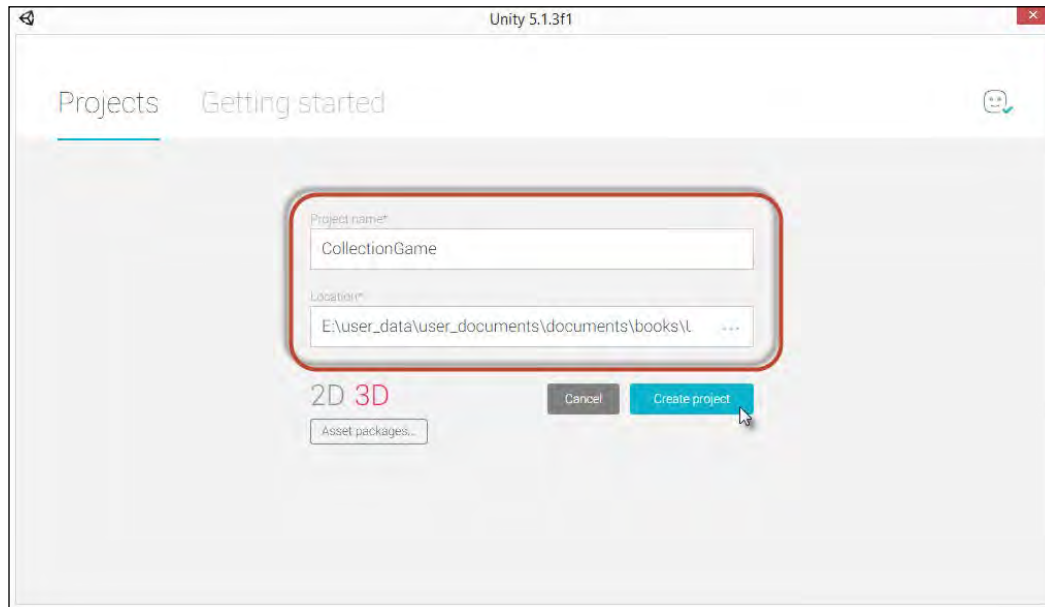 Unity 5.1.3f1
Projects Getting started
Project name*
CollectionGame
Location*
E:\user_data\user_documents\documents\books\U ...
2D 3D Cancel Create project
Asset packages...